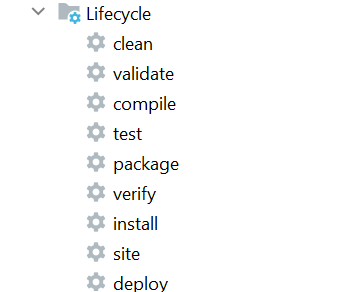 Lifecycle
clean
validate
compile
test
package
verify
install
site
deploy